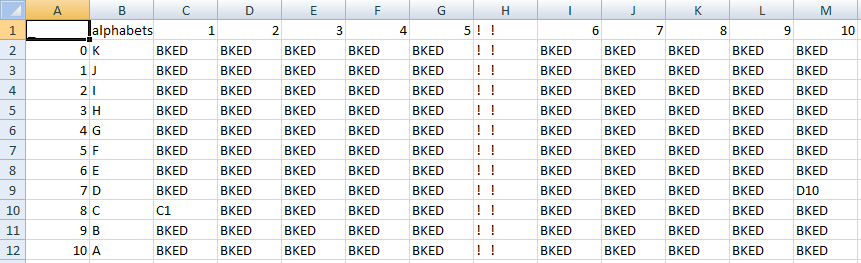 A B C D E F G H I J K L M
1 _ alphabets 1 2 3 4 5 ! ! 6 7 8 9 10
2 0 K BKED BKED BKED BKED BKED ! ! BKED BKED BKED BKED BKED
3 1 J BKED BKED BKED BKED BKED ! ! BKED BKED BKED BKED BKED
4 2 I BKED BKED BKED BKED BKED ! ! BKED BKED BKED BKED BKED
5 3 H BKED BKED BKED BKED BKED ! ! BKED BKED BKED BKED BKED
6 4 G BKED BKED BKED BKED BKED ! ! BKED BKED BKED BKED BKED
7 5 F BKED BKED BKED BKED BKED ! ! BKED BKED BKED BKED BKED
8 6 E BKED BKED BKED BKED BKED ! ! BKED BKED BKED BKED BKED
9 7 D BKED BKED BKED BKED BKED ! ! BKED BKED BKED BKED D10
10 8 C C1 BKED BKED BKED BKED ! ! BKED BKED BKED BKED BKED
11 9 B BKED BKED BKED BKED BKED ! ! BKED BKED BKED BKED BKED
12 10 A BKED BKED BKED BKED BKED ! ! BKED BKED BKED BKED BKED